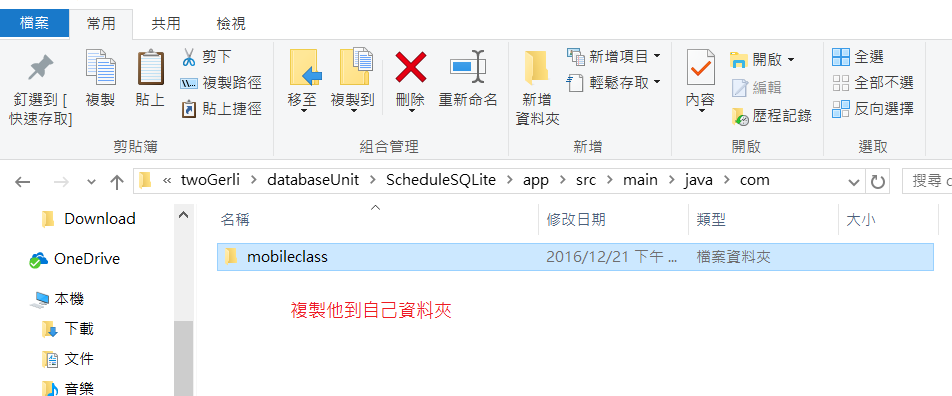 檔案 常用 共用 檢視
釘選到 [
快速存取]
複製
貼上
剪下
複製路徑
貼上捷徑
移至
複製到
刪除
重新命名
新增
資料夾
新增項目
輕鬆存取
內容
開啟
編輯
歷程記錄
全選
全部不選
反向選擇
剪貼簿 組合管理 新增 開啟 選取
« twoGerli > databaseUnit > ScheduleSQLite > app > src > main > java > com
搜尋 c
Download
OneDrive
本機
下載
文件
音樂
名稱 修改日期 類型 大小
mobileclass 2016/12/21 下午 ... 檔案資料夾
複製他到自己資料夾